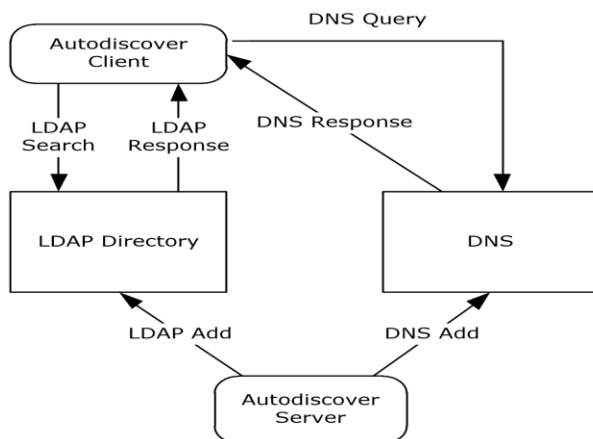 DNS Query
Autodiscover
Client
LDAP
Search
LDAP
Response
DNS Response
LDAP Directory
DNS
LDAP Add
DNS Add
Autodiscover
Server